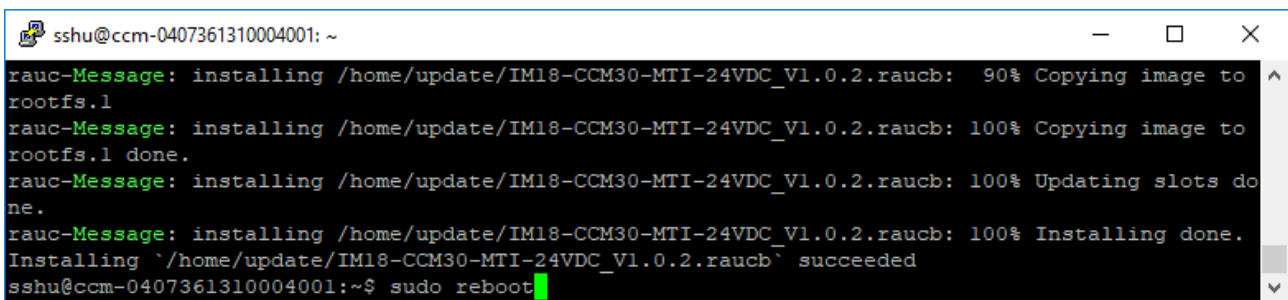 sshu@ccm-0407361310004001: ~
rauc-Message: installing /home/update/IM18-CCM30-MTI-24VDC_V1.0.2.raucb:  90% Copying image to
rootfs.1
rauc-Message: installing /home/update/IM18-CCM30-MTI-24VDC_V1.0.2.raucb: 100% Copying image to
rootfs.1 done.
rauc-Message: installing /home/update/IM18-CCM30-MTI-24VDC_V1.0.2.raucb: 100% Updating slots do
ne.
rauc-Message: installing /home/update/IM18-CCM30-MTI-24VDC_V1.0.2.raucb: 100% Installing done.
Installing `/home/update/IM18-CCM30-MTI-24VDC_V1.0.2.raucb` succeeded
sshu@ccm-0407361310004001:~$ sudo reboot